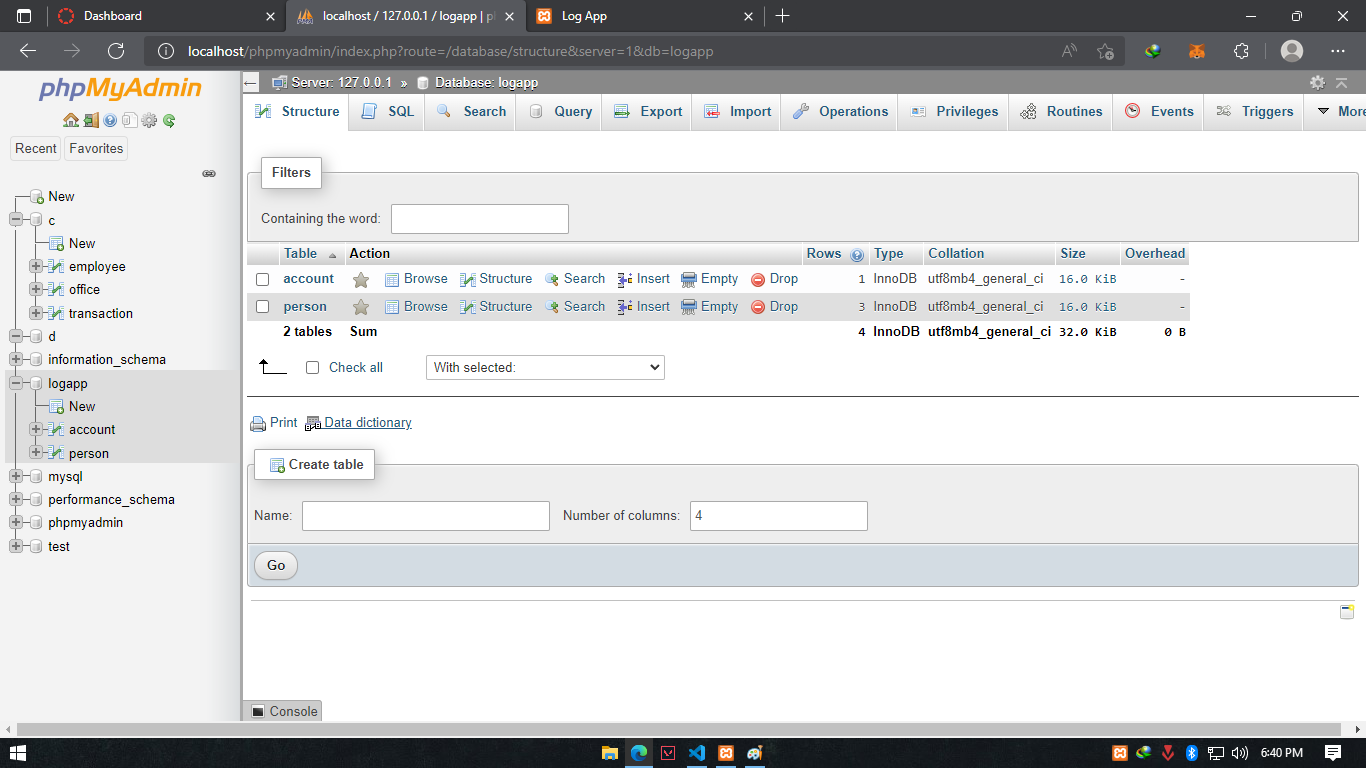 Dashboard
localhost / 127.0.0.1 / logapp | p
Log App
localhost/phpmyadmin/index.php?route=/database/structure&server=1&db=logapp
phpMyAdmin
Recent
Favorites
New
c
New
employee
office
transaction
d
information_schema
logapp
New
account
person
mysql
performance_schema
phpmyadmin
test
Server: 127.0.0.1 » Database: logapp
Structure SQL Search Query Export Import Operations Privileges Routines Events Triggers More
Filters
Containing the word:
Table Action Rows Type Collation Size Overhead
account Browse Structure Search Insert Empty Drop 1 InnoDB utf8mb4_general_ci 16.0 KiB -
person Browse Structure Search Insert Empty Drop 3 InnoDB utf8mb4_general_ci 16.0 KiB -
2 tables Sum 4 InnoDB utf8mb4_general_ci 32.0 KiB 0 B
Check all With selected:
Print Data dictionary
Create table
Name: Number of columns: 4
Go
Console
6:40 PM